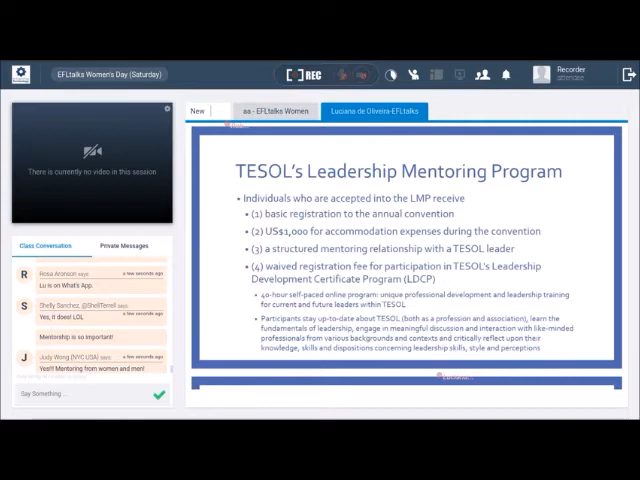 EFLtalks Women's Day (Saturday)
REC
Recorder
attendee
New
aa - EFLtalks Women
Luciana de Oliveira-EFLtalks
There is currently no video in this session
TESOL's Leadership Mentoring Program
• Individuals who are accepted into the LMP receive
• (1) basic registration to the annual convention
• (2) US$1,000 for accommodation expenses during the convention
• (3) a structured mentoring relationship with a TESOL leader
• (4) waived registration fee for participation in TESOL's Leadership
Development Certificate Program (LDCP)
• 40-hour self-paced online program: unique professional development and leadership training
for current and future leaders within TESOL
• Participants stay up-to-date about TESOL (both as a profession and association), learn the
fundamentals of leadership, engage in meaningful discussion and interaction with like-minded
professionals from various backgrounds and contexts and critically reflect upon their
knowledge, skills and dispositions concerning leadership skills, style and perceptions
Class Conversation
Private Messages
R
Rosa Aronson says:
a few seconds ago
Lu is on What's App.
S
Shelly Sanchez, @ShellTerrell
a few seconds ago
Yes, it does! LOL
Mentorship is so important!
J
Judy Wong (NYC USA) says:
a few seconds ago
Yes!!! Mentoring from women and men!
Say Something ...